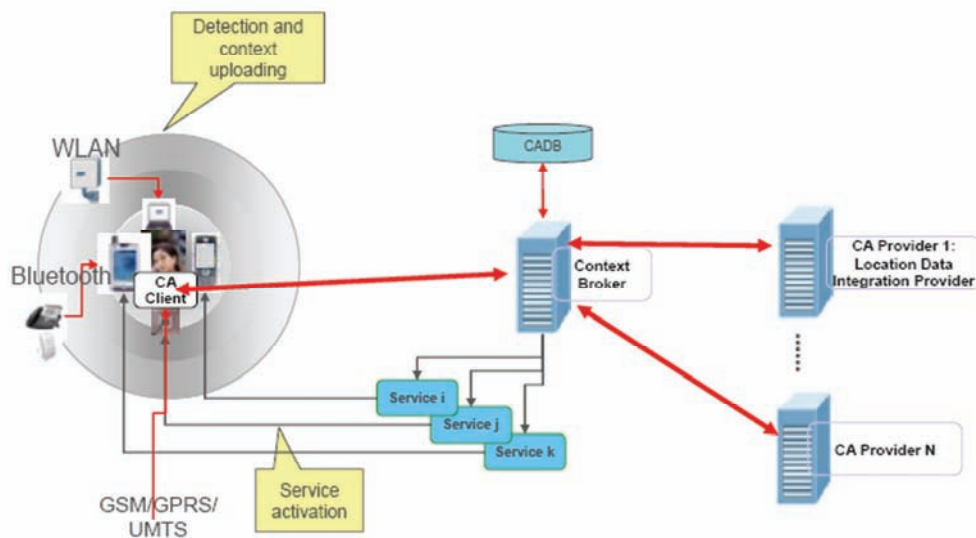 Detection and
context
uploading
WLAN
CADB
Bluetooth
CA
Client
Context
Broker
CA Provider 1:
Location Data
Integration Provider
Service i
Service j
Service k
CA Provider N
Service
activation
GSM/GPRS/
UMTS